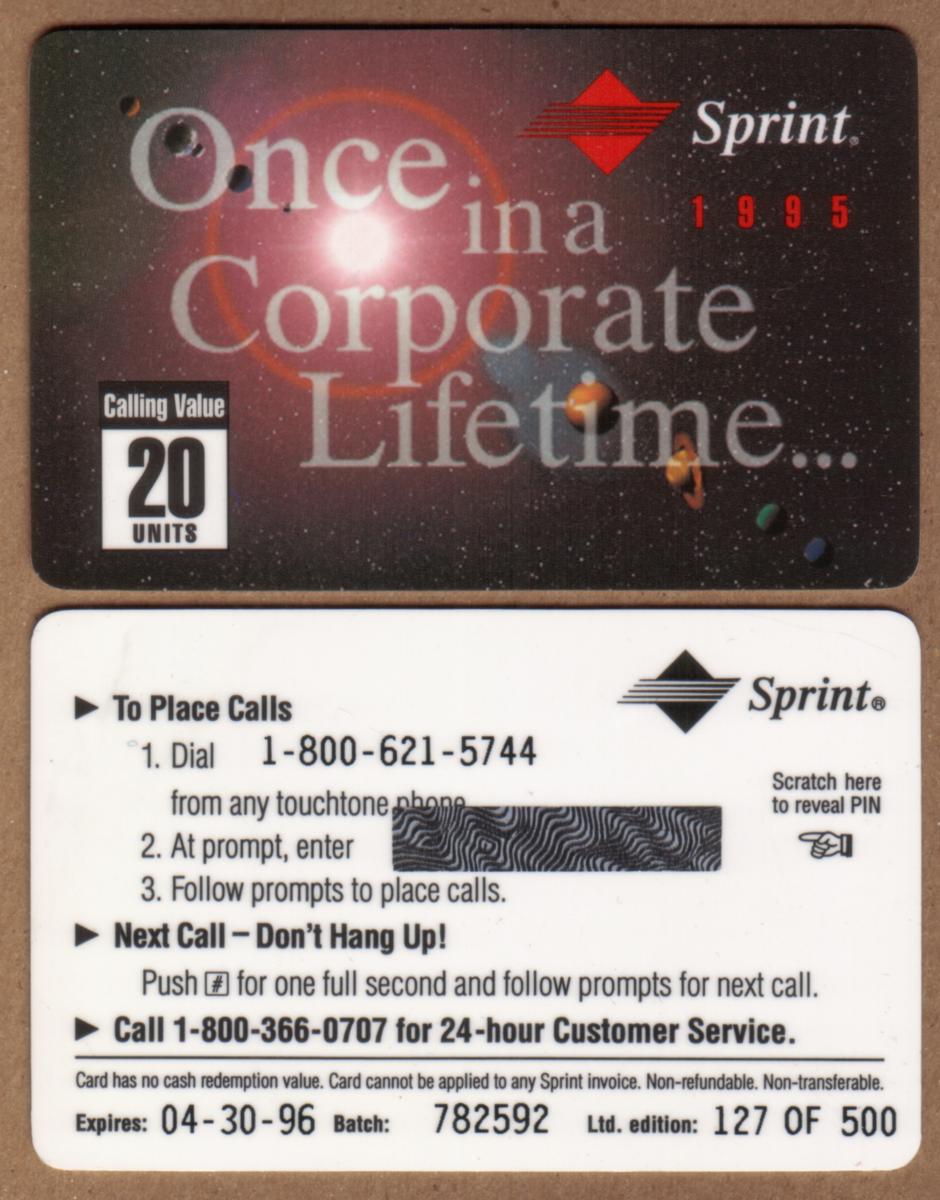 Once
in a
Corporate
Lifetime...
Sprint®
1995
Calling Value
20
UNITS
Sprint®
▶ To Place Calls
1. Dial 1-800-621-5744
from any touchtone phone
2. At prompt, enter
3. Follow prompts to place calls.
Scratch here
to reveal PIN
▶ Next Call – Don't Hang Up!
Push # for one full second and follow prompts for next call.
▶ Call 1-800-366-0707 for 24-hour Customer Service.
Card has no cash redemption value. Card cannot be applied to any Sprint invoice. Non-refundable. Non-transferable.
Expires: 04-30-96 Batch: 782592 Ltd. edition: 127 OF 500